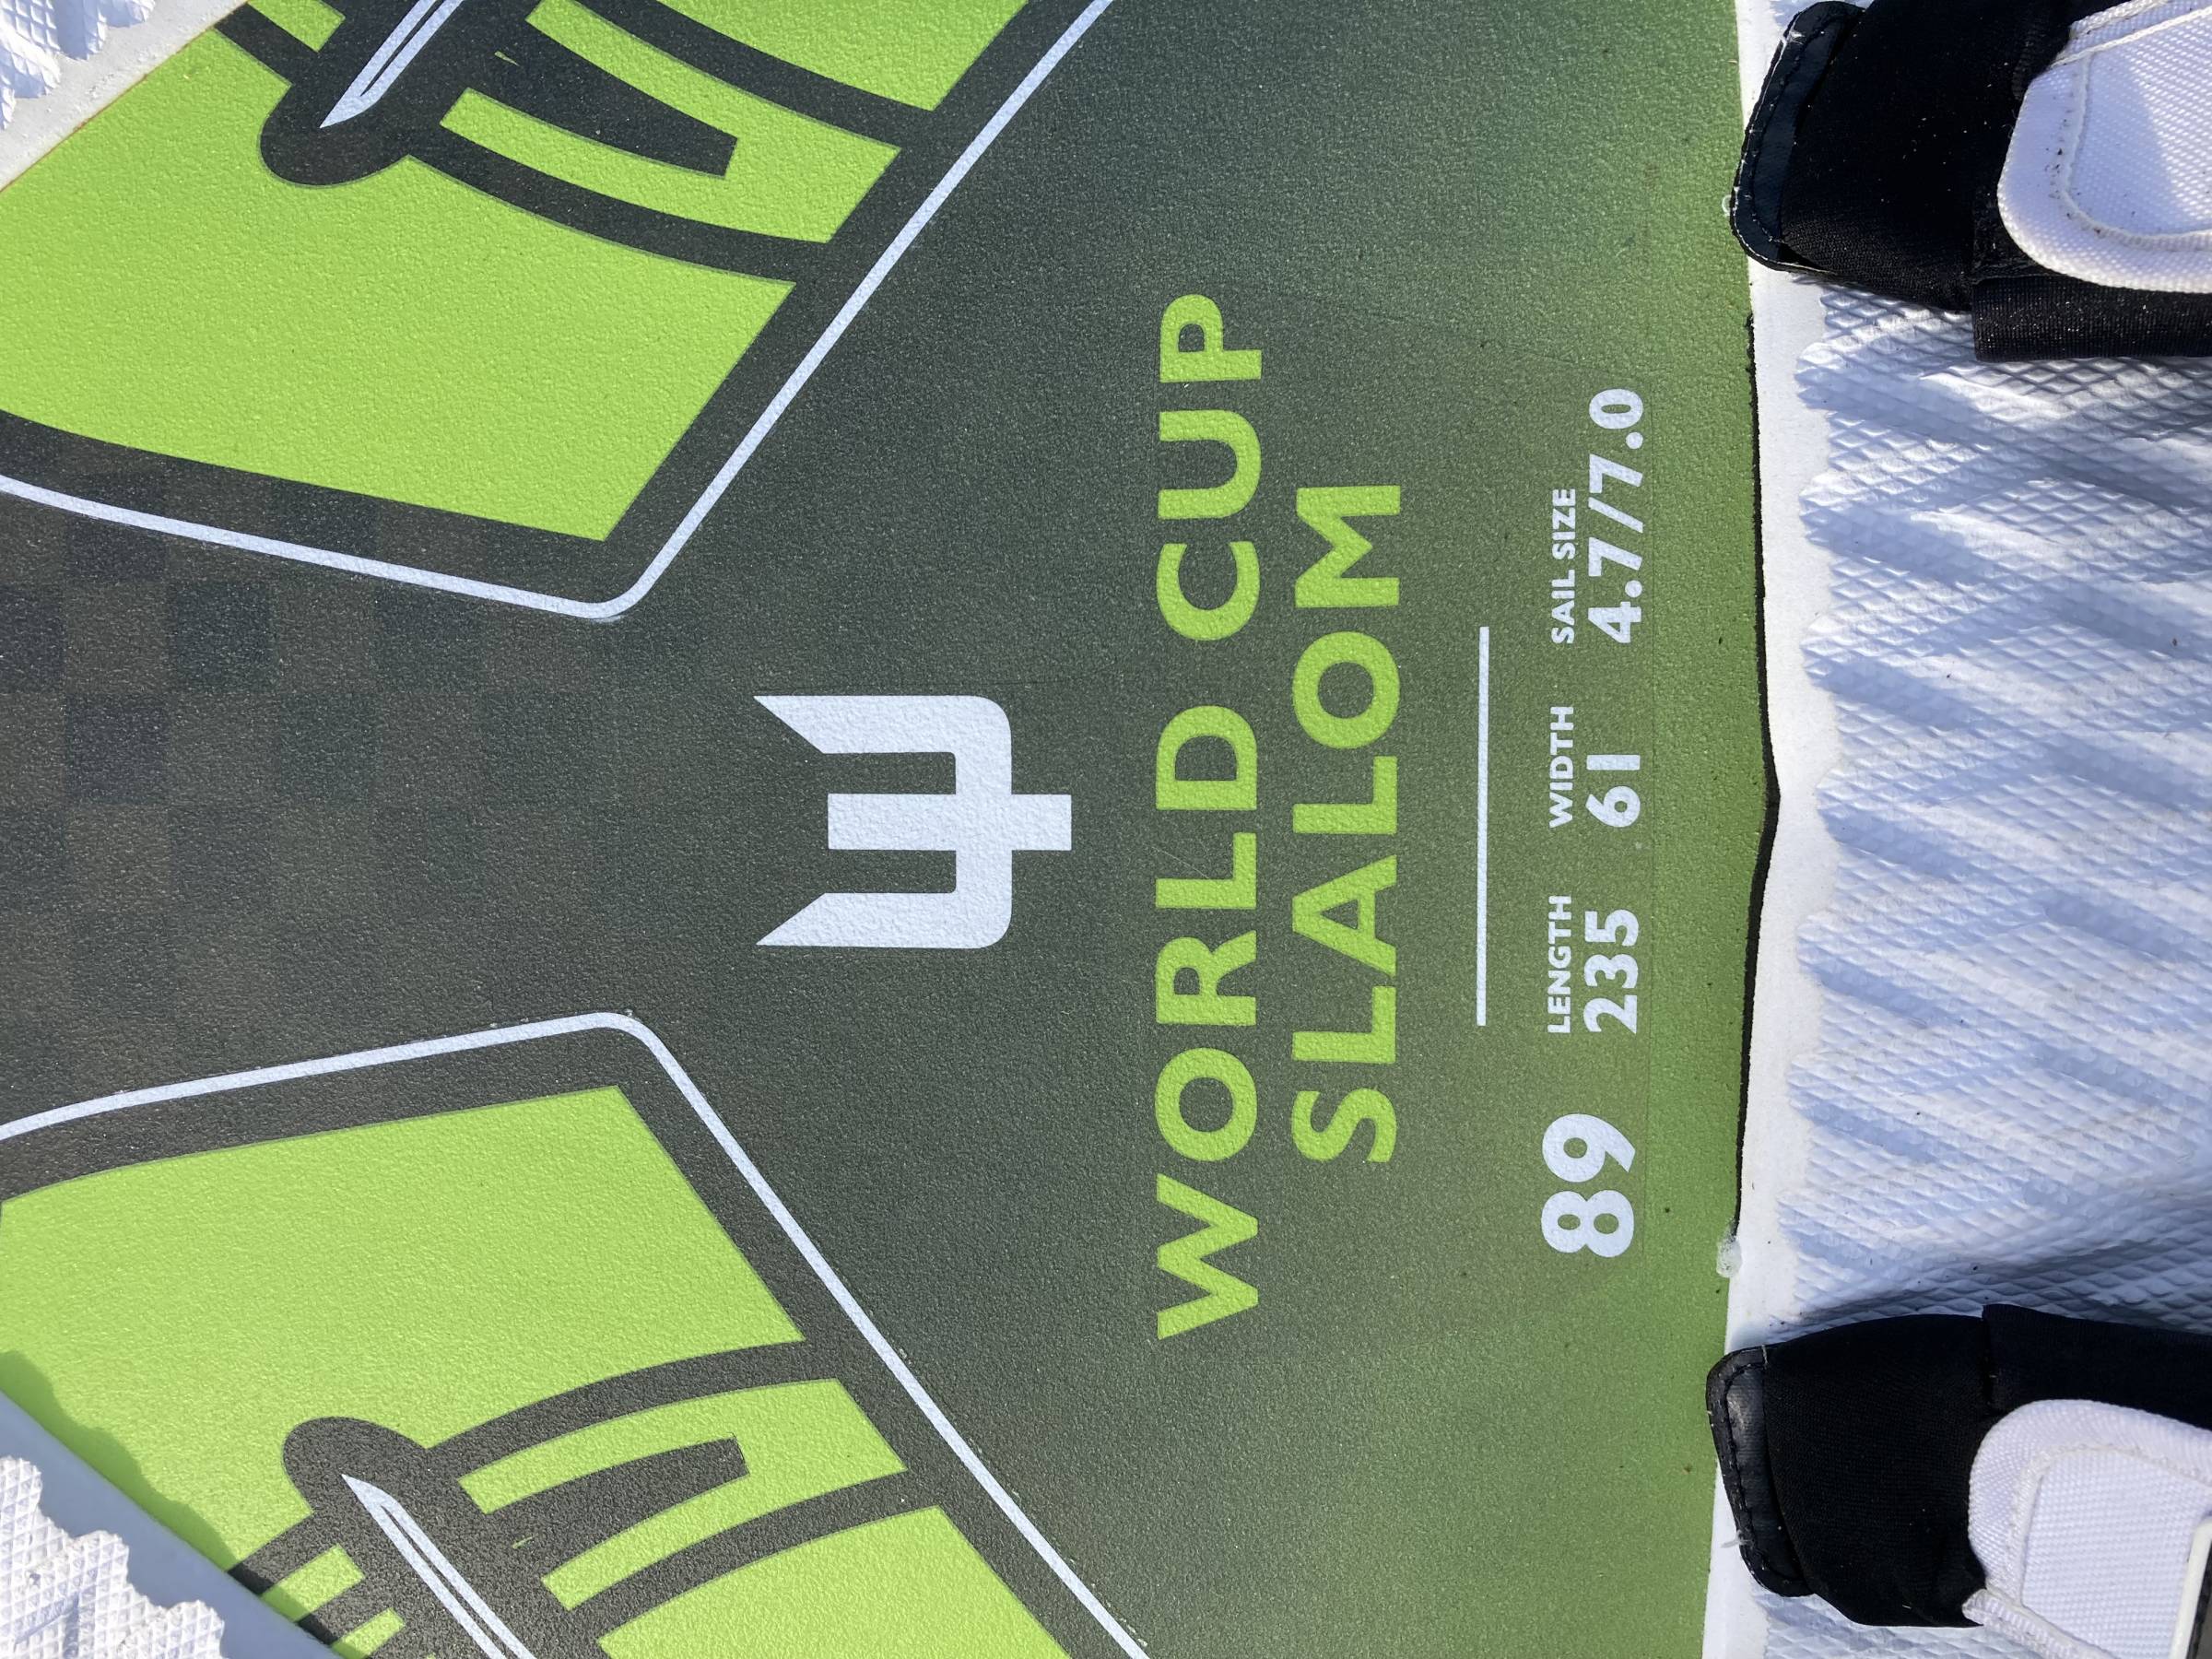 WORLD CUP
SLALOM
89
LENGTH WIDTH SAIL SIZE
235 61 4.7/7.0